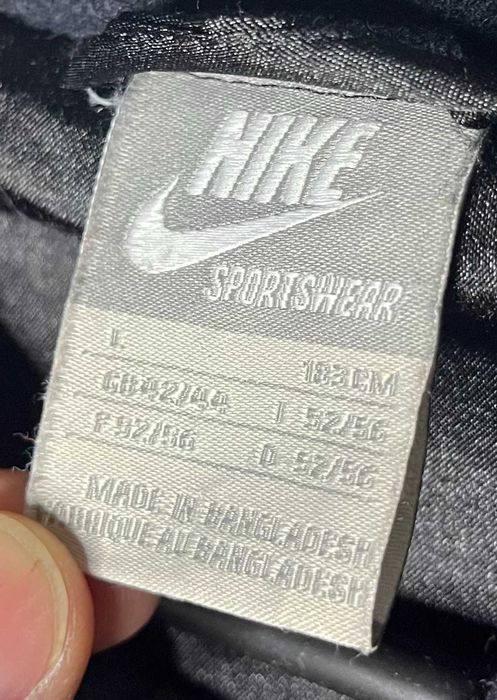 NIKE
SPORTSWEAR
L 183CM
GB 42/44 I 52/56
F 52/56 D 52/56
MADE IN BANGLADESH
FABRIQUE AU BANGLADESH